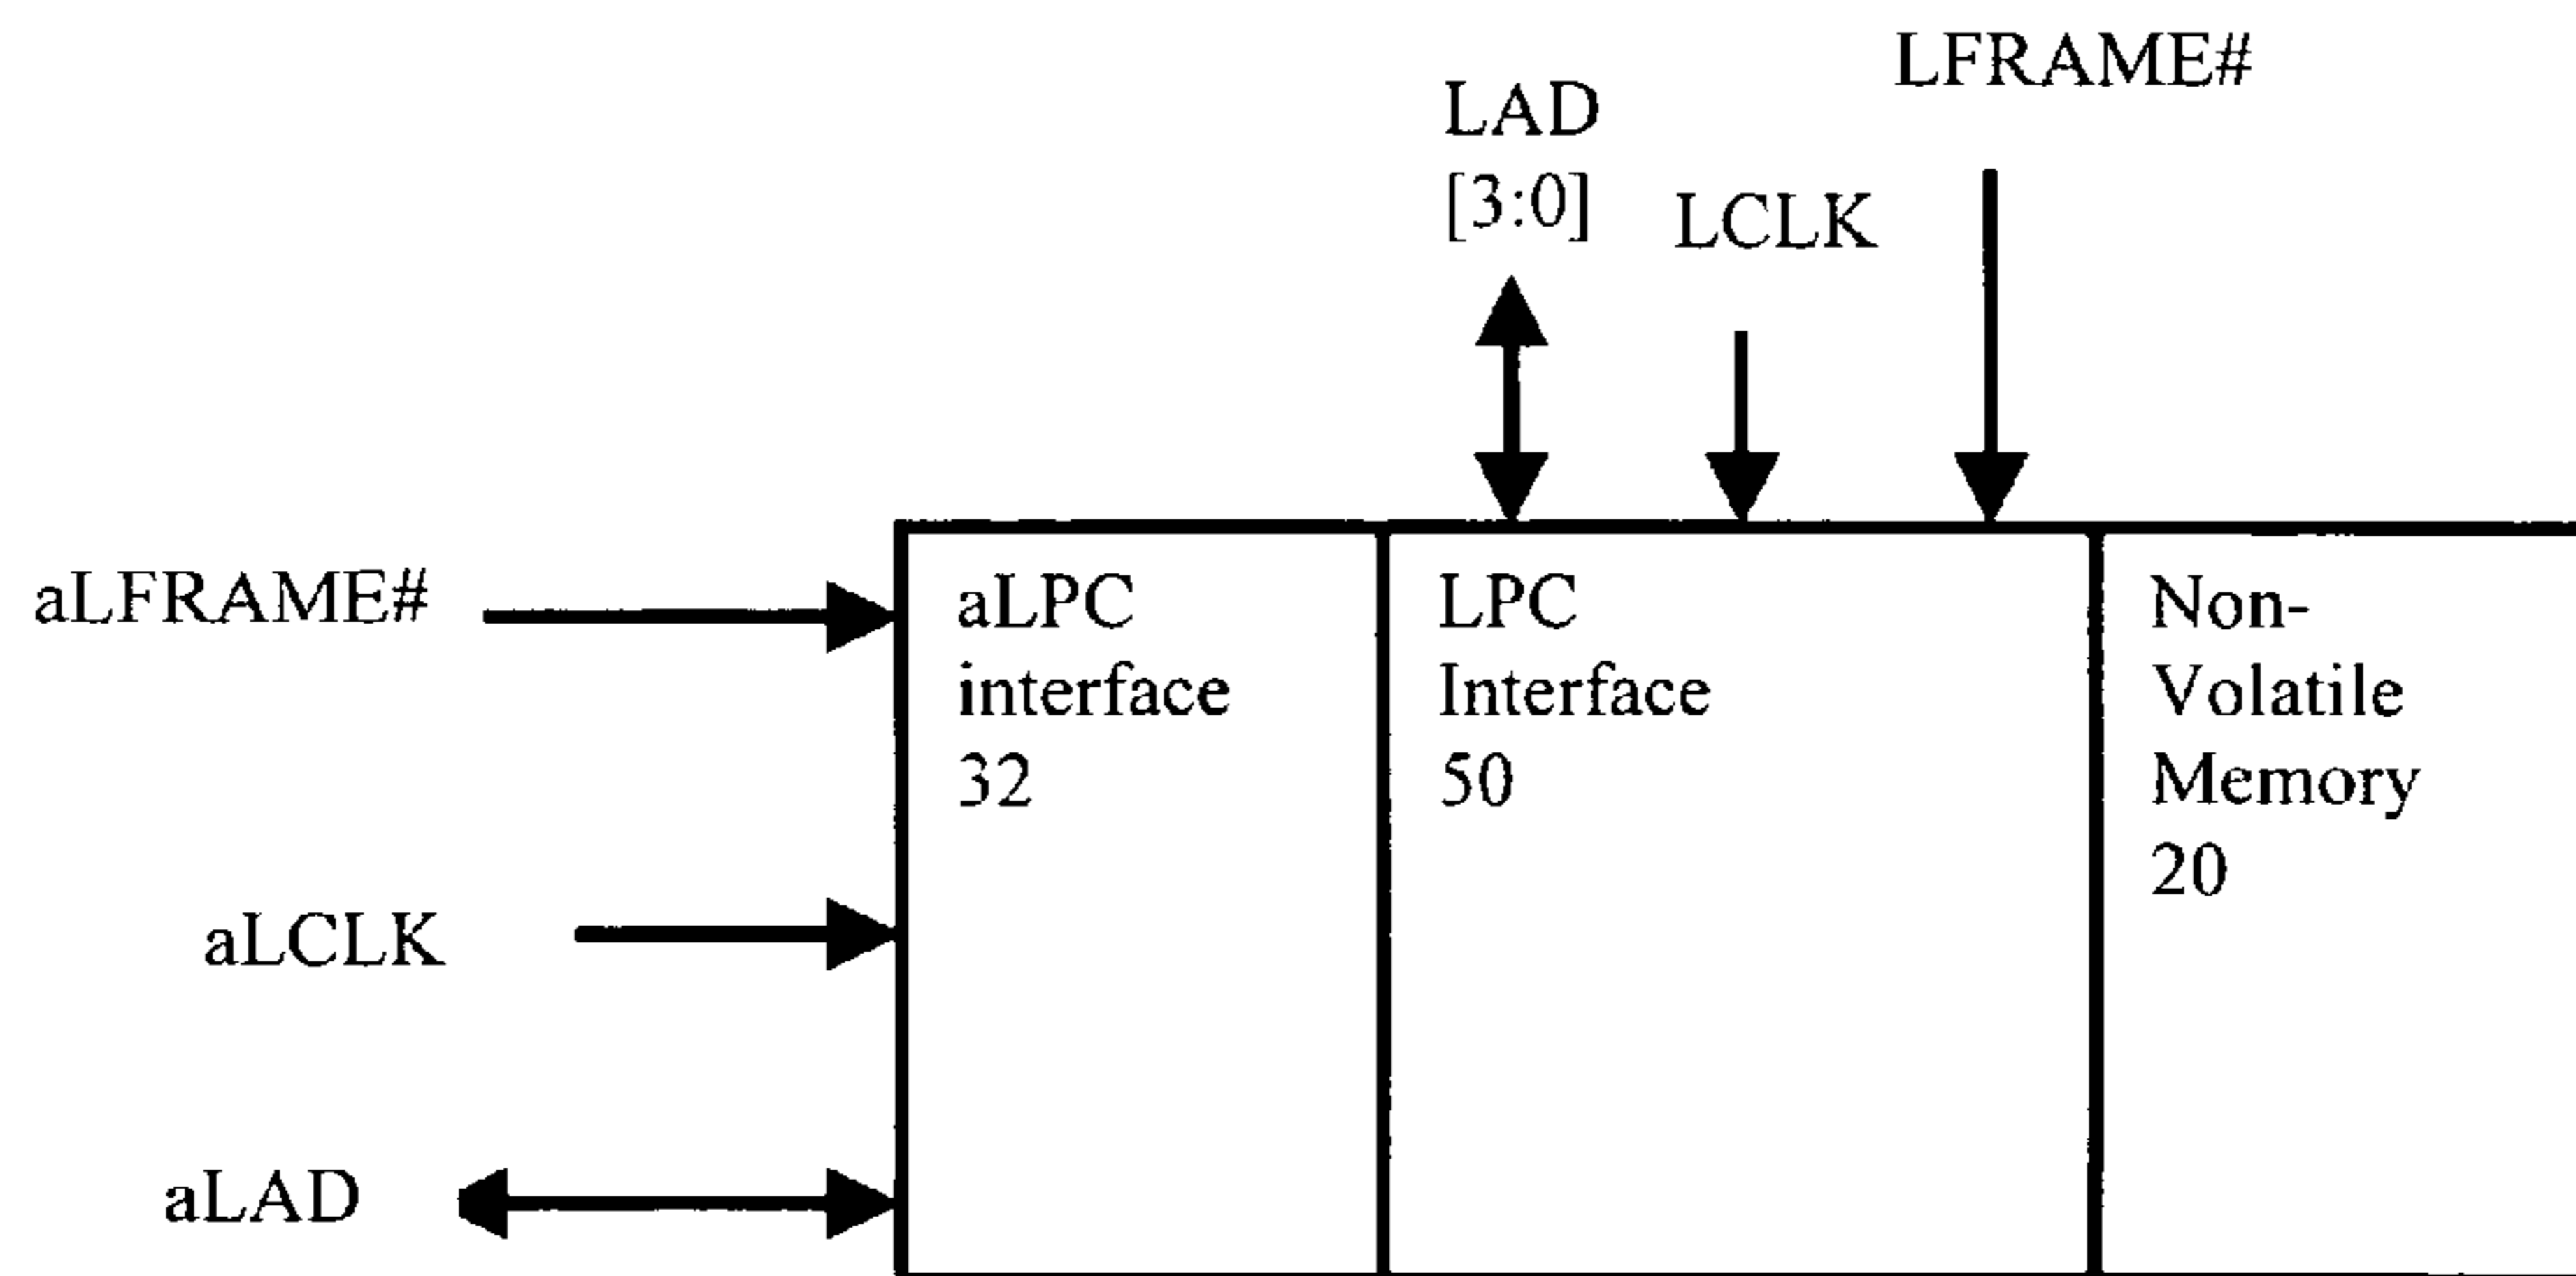 LFRAME#
LAD
[3:0]
LCLK
aLFRAME#
aLCLK
aLAD
aLPC
interface
32
LPC
Interface
50
Non-
Volatile
Memory
20